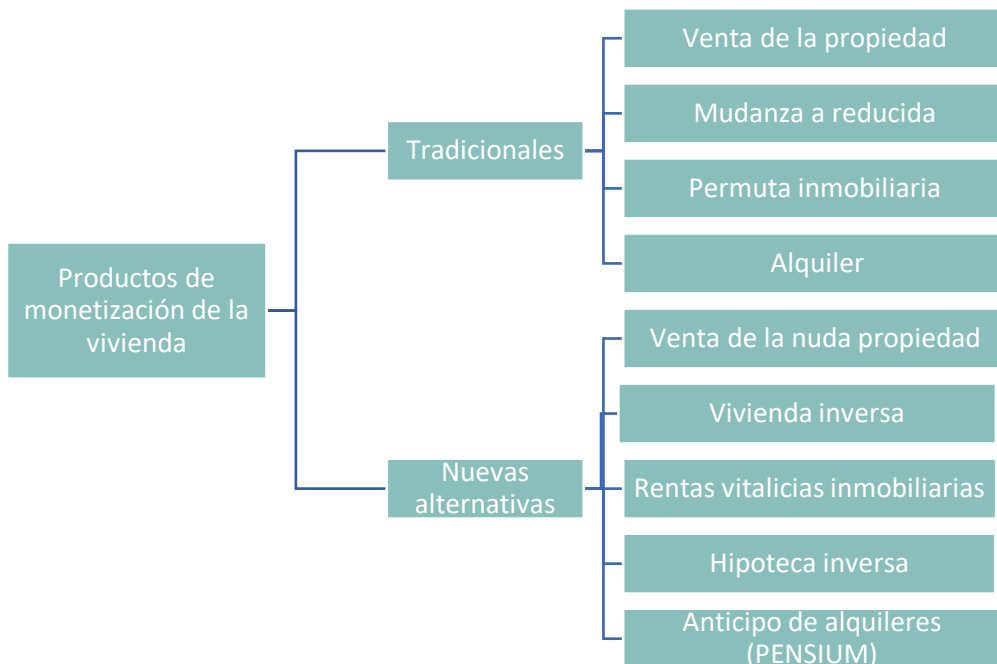 Productos de
monetización de la
vivienda
Tradicionales
Venta de la propiedad
Mudanza a reducida
Permuta inmobiliaria
Alquiler
Nuevas
alternativas
Venta de la nuda propiedad
Vivienda inversa
Rentas vitalicias inmobiliarias
Hipoteca inversa
Anticipo de alquileres
(PENSIUM)